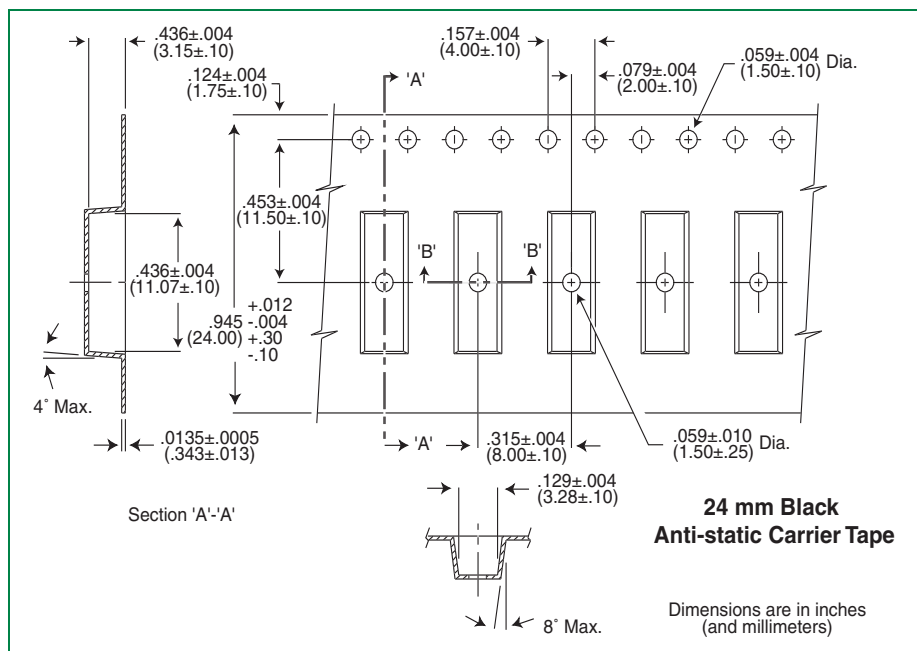 .436±.004
(3.15±.10)
.124±.004
(1.75±.10)
'A'
.157±.004
(4.00±.10)
.079±.004
(2.00±.10)
.059±.004
(1.50±.10) Dia.
.453±.004
(11.50±.10)
'B'
'B'
.436±.004
(11.07±.10)
+.012
.945 -.004
(24.00) +.30
-.10
4° Max.
.0135±.0005
(.343±.013)
'A'
.315±.004
(8.00±.10)
.059±.010
(1.50±.25) Dia.
.129±.004
(3.28±.10)
Section 'A'-'A'
24 mm Black
Anti-static Carrier Tape
8° Max.
Dimensions are in inches
(and millimeters)